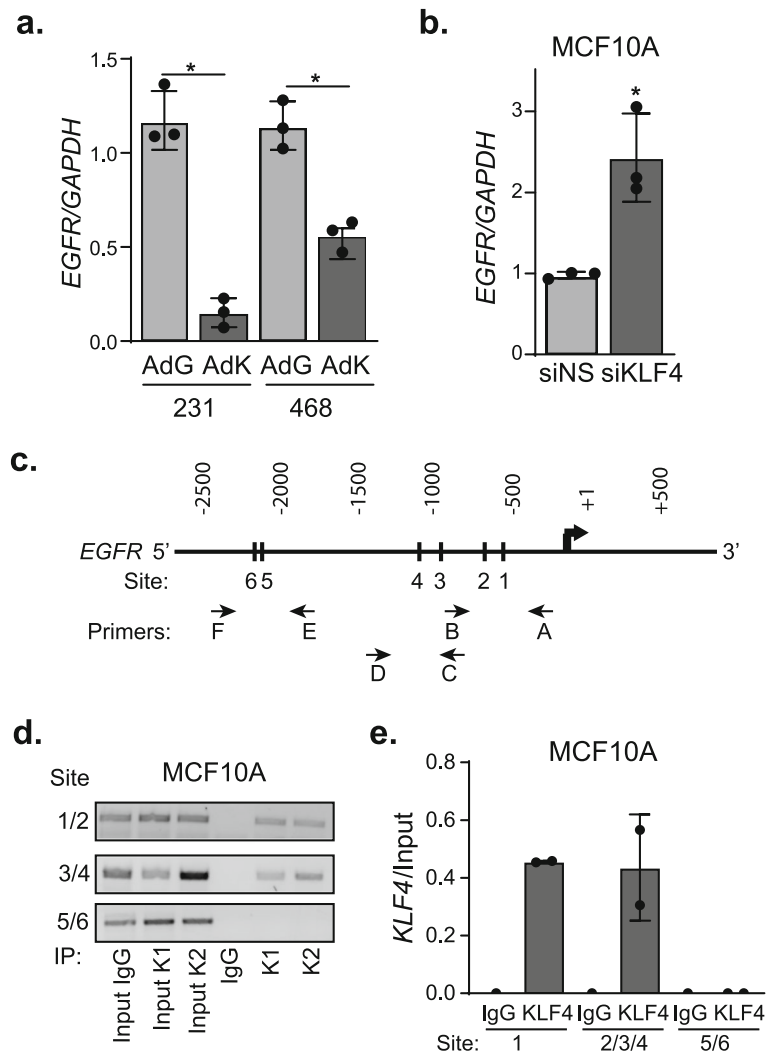 a.
EGFR/GAPDH
1.5
1.0
0.5
0.0
*
*
AdG AdK AdG AdK
231 468
b.
MCF10A
EGFR/GAPDH
3
2
1
0
*
siNS siKLF4
c.
-2500 -2000 -1500 -1000 -500 +1 +500
EGFR 5’ 3’
Site: 6 5 4 3 2 1
Primers: F E B A
D C
d.
Site MCF10A
1/2
3/4
5/6
IP: Input IgG Input K1 Input K2 IgG K1 K2
e.
MCF10A
KLF4/Input
0.8
0.6
0.4
0.2
0.0
IgG KLF4 IgG KLF4 IgG KLF4
Site: 1 2/3/4 5/6